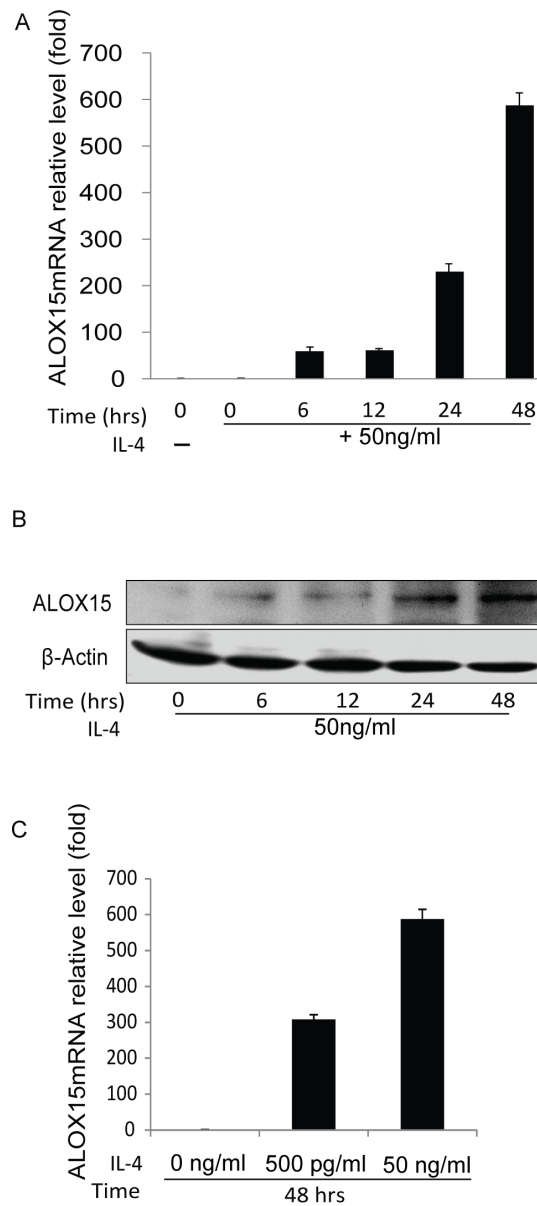 A
ALOX15mRNA relative level (fold)
700
600
500
400
300
200
100
0
Time (hrs) 0 0 6 12 24 48
IL-4 – + 50ng/ml
B
ALOX15
β-Actin
Time (hrs) 0 6 12 24 48
IL-4 50ng/ml
C
ALOX15mRNA relative level (fold)
700
600
500
400
300
200
100
0
IL-4 0 ng/ml 500 pg/ml 50 ng/ml
Time 48 hrs